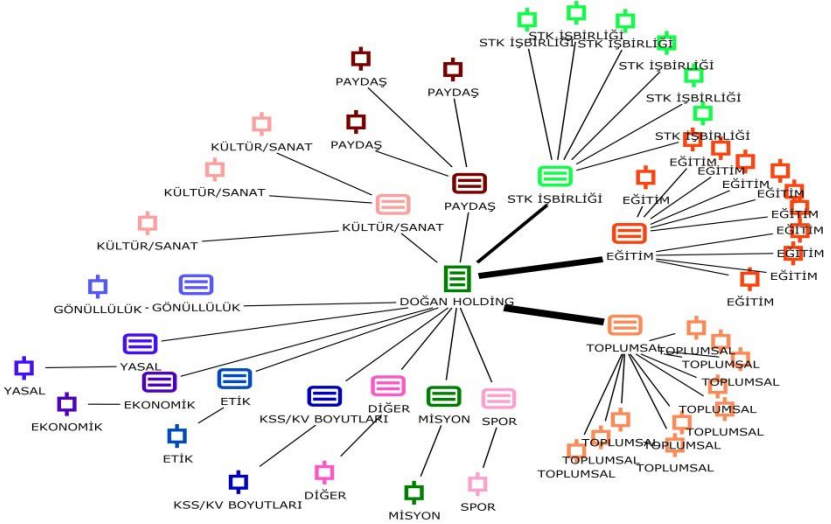 STK İŞBİRLİĞİ
STK İŞBİRLİĞİ
STK İŞBİRLİĞİ
STK İŞBİRLİĞİ
STK İŞBİRLİĞİ
STK İŞBİRLİĞİ
PAYDAŞ
PAYDAŞ
PAYDAŞ
KÜLTÜR/SANAT
KÜLTÜR/SANAT
KÜLTÜR/SANAT
KÜLTÜR/SANAT
PAYDAŞ
STK İŞBİRLİĞİ
EĞİTİM
EĞİTİM
EĞİTİM
EĞİTİM
EĞİTİM
EĞİTİM
EĞİTİM
EĞİTİM
EĞİTİM
EĞİTİM
DOĞAN HOLDİNG
GÖNÜLLÜLÜK
GÖNÜLLÜLÜK
YASAL
YASAL
EKONOMİK
EKONOMİK
ETİK
ETİK
KSS/KV BOYUTLARI
KSS/KV BOYUTLARI
DİĞER
DİĞER
MİSYON
MİSYON
SPOR
SPOR
TOPLUMSAL
TOPLUMSAL
TOPLUMSAL
TOPLUMSAL
TOPLUMSAL
TOPLUMSAL
TOPLUMSAL
TOPLUMSAL
TOPLUMSAL